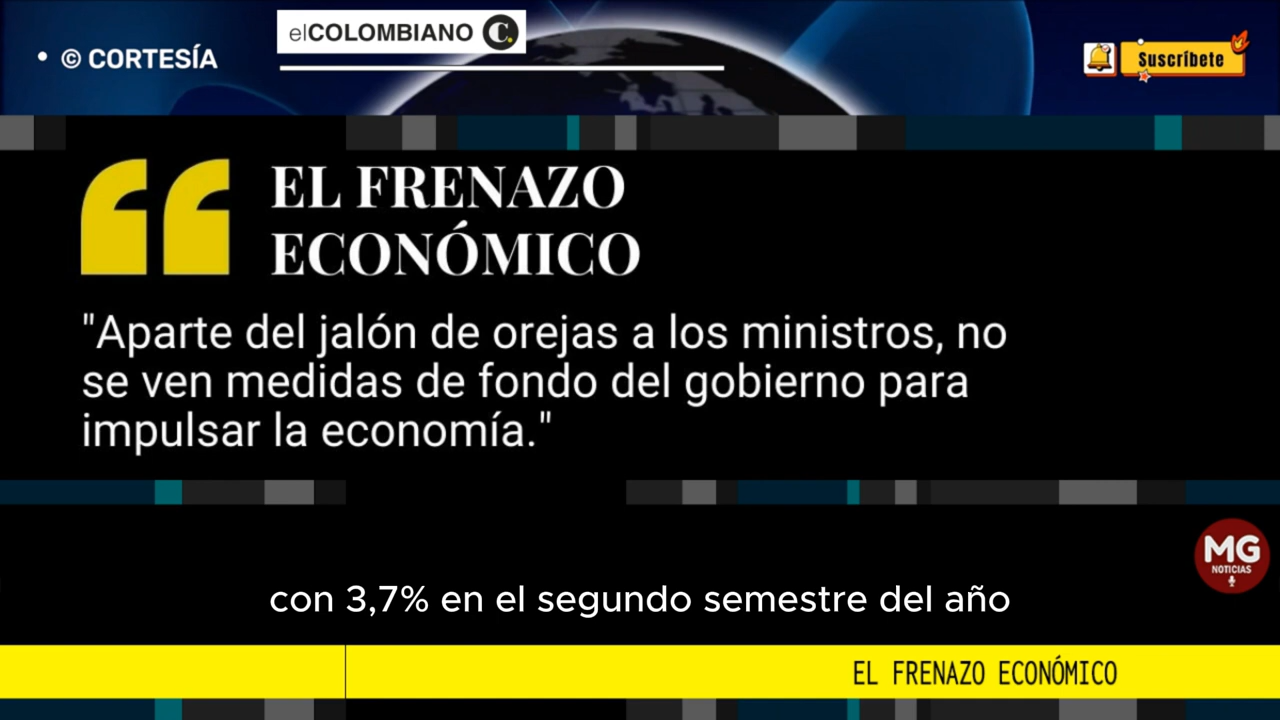 elCOLOMBIANO C.
• © CORTESÍA
Suscríbete
EL FRENAZO
ECONÓMICO
"Aparte del jalón de orejas a los ministros, no
se ven medidas de fondo del gobierno para
impulsar la economía."
MG
NOTICIAS
con 3,7% en el segundo semestre del año
EL FRENAZO ECONÓMICO